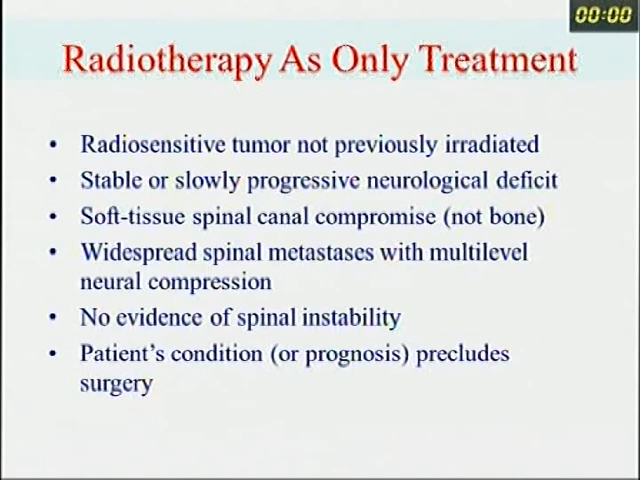 00:00
Radiotherapy As Only Treatment
• Radiosensitive tumor not previously irradiated
• Stable or slowly progressive neurological deficit
• Soft-tissue spinal canal compromise (not bone)
• Widespread spinal metastases with multilevel
neural compression
• No evidence of spinal instability
• Patient's condition (or prognosis) precludes
surgery